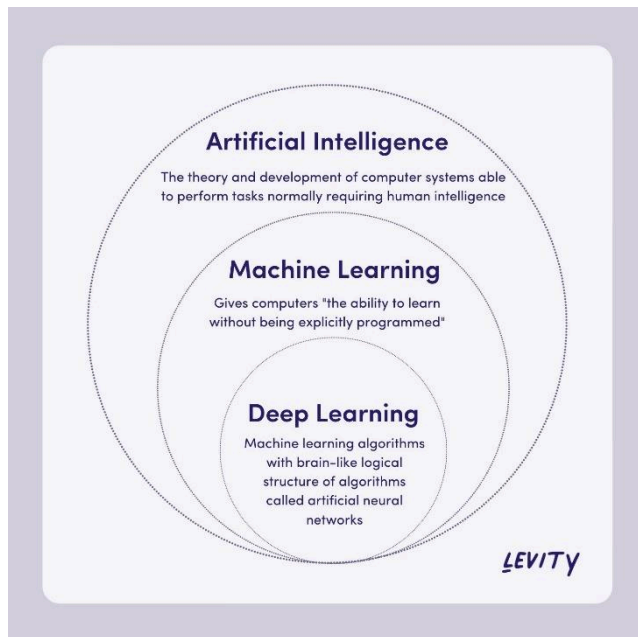 Artificial Intelligence
The theory and development of computer systems able
to perform tasks normally requiring human intelligence
Machine Learning
Gives computers "the ability to learn
without being explicitly programmed"
Deep Learning
Machine learning algorithms
with brain-like logical
structure of algorithms
called artificial neural
networks
LEVITY